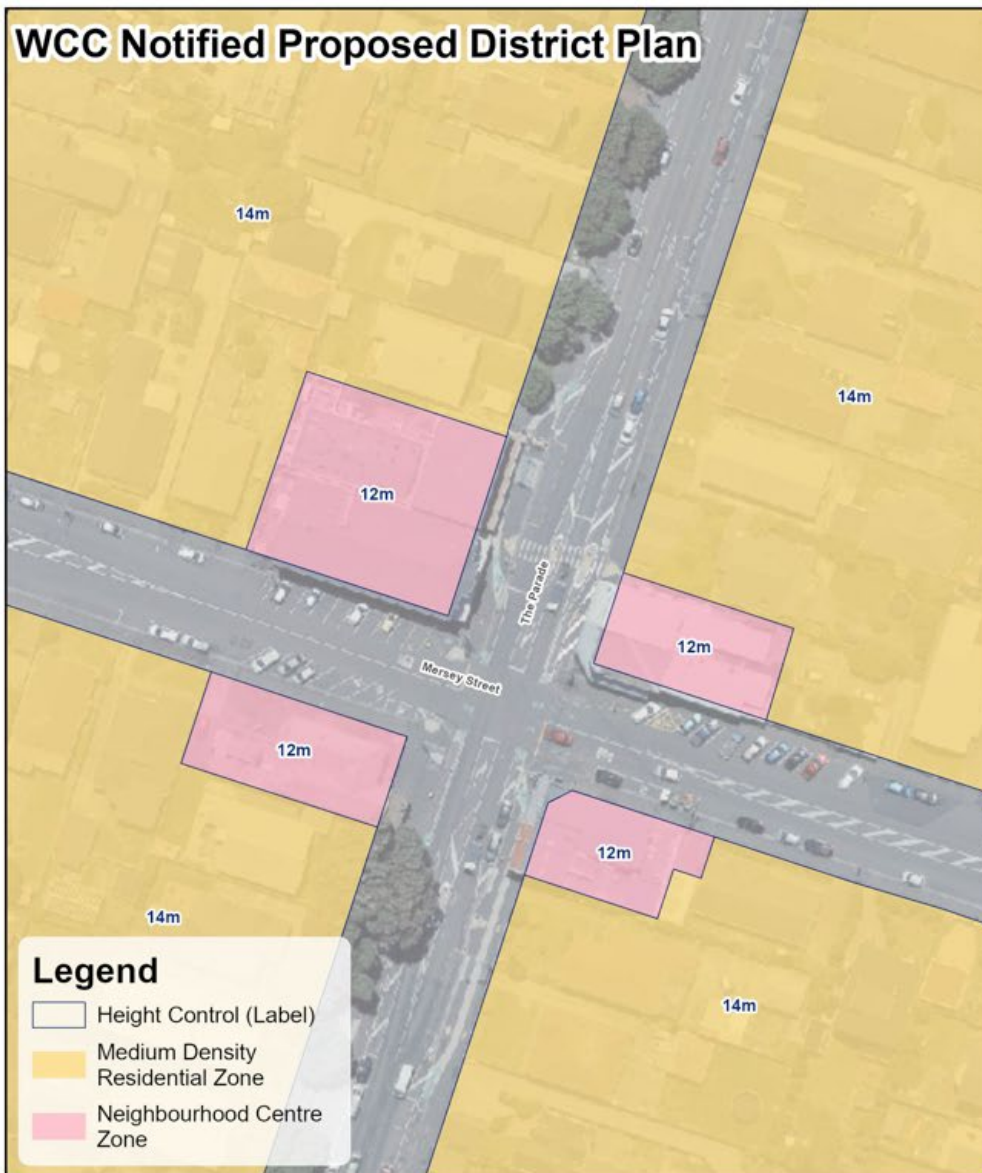 WCC Notified Proposed District Plan
14m
14m
12m
The Parade
12m
Mersey Street
12m
12m
14m
14m
Legend
Height Control (Label)
Medium Density
Residential Zone
Neighbourhood Centre
Zone